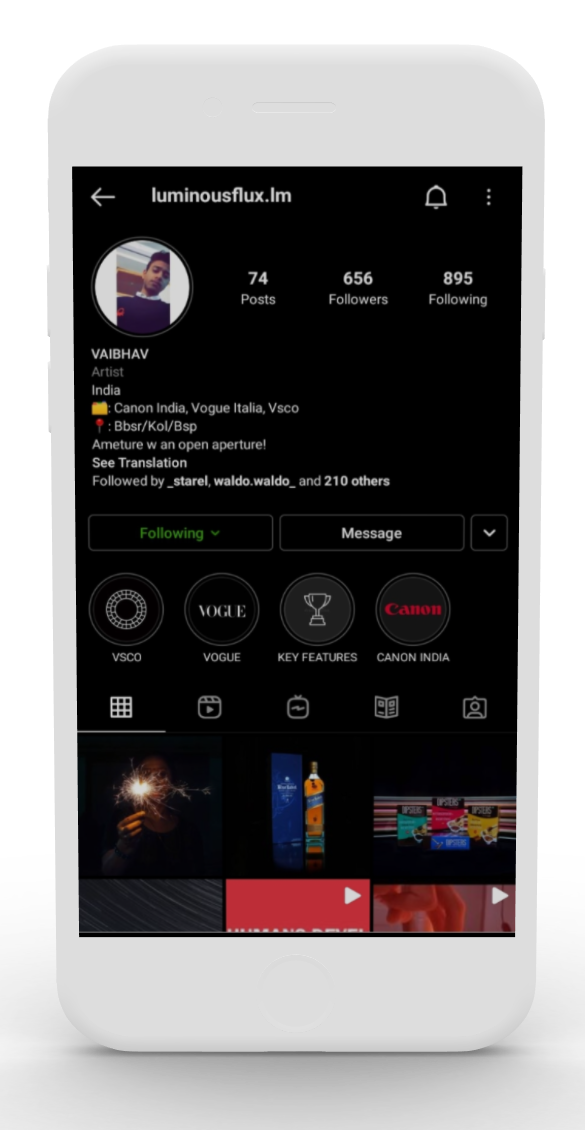 luminousflux.lm
74 656 895
Posts Followers Following
VAIBHAV
Artist
India
: Canon India, Vogue Italia, Vsco
: Bbsr/Kol/Bsp
Ameture w an open aperture!
See Translation
Followed by _starel, waldo.waldo_ and 210 others
Following Message
VOGUE Canon
VSCO VOGUE KEY FEATURES CANON INDIA
HUMANS DEVEL